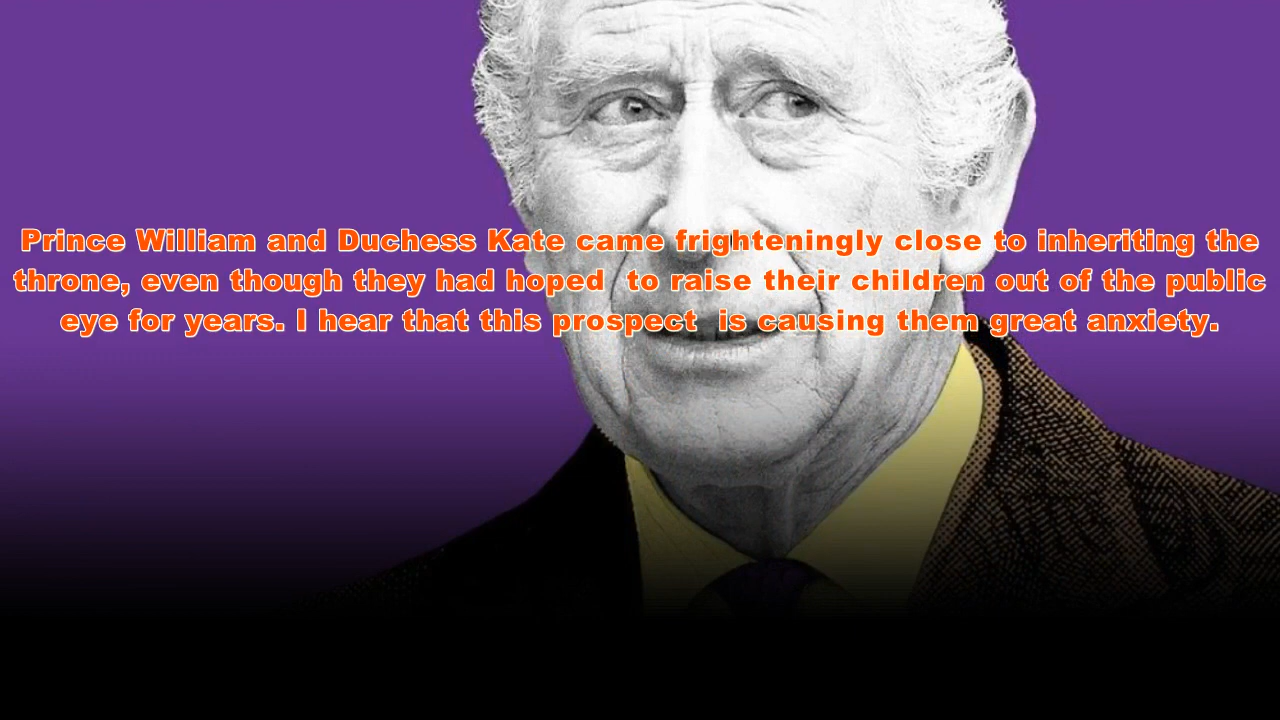 Prince William and Duchess Kate came frighteningly close to inheriting the
throne, even though they had hoped  to raise their children out of the public
eye for years. I hear that this prospect  is causing them great anxiety.